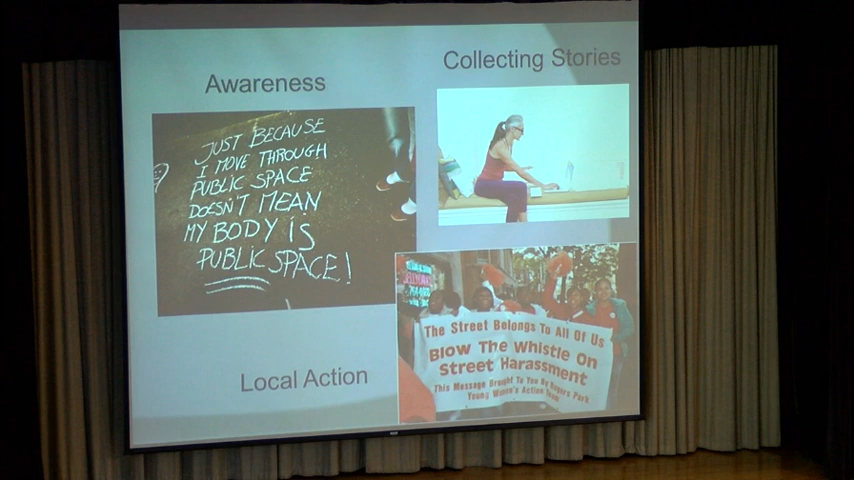 Awareness
Collecting Stories
JUST BECAUSE
I MOVE THROUGH
PUBLIC SPACE
DOESN'T MEAN
MY BODY iS
PUBLIC SPACE!
The Street Belongs To All Of Us
Blow The Whistle On
Street Harassment
This Message Brought To You By Rogers Park
Young Women's Action Team
Local Action